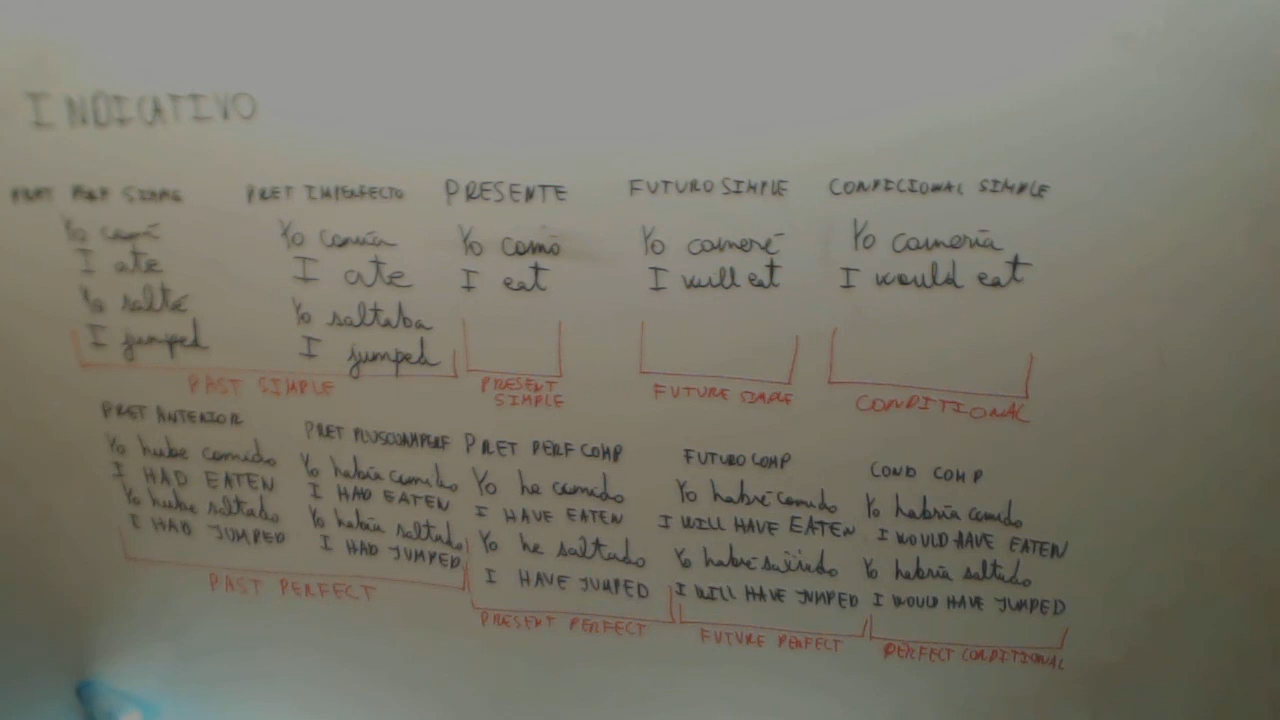 INDICATIVO
PRET PERF SIMPLE
Yo comí
I ate
Yo salté
I jumped
PRET IMPERFECTO
Yo comía
I ate
Yo saltaba
I jumped
PAST SIMPLE
PRESENTE
Yo como
I eat
PRESENT
SIMPLE
FUTURO SIMPLE
Yo comeré
I will eat
FUTURE SIMPLE
CONDICIONAL SIMPLE
Yo comería
I would eat
CONDITIONAL
PRET ANTERIOR
Yo hube comido
I HAD EATEN
Yo hube saltado
I HAD JUMPED
PRET PLUSCUAMPERF
Yo había comido
I HAD EATEN
Yo había saltado
I HAD JUMPED
PAST PERFECT
PRET PERF COMP
Yo he comido
I HAVE EATEN
Yo he saltado
I HAVE JUMPED
PRESENT PERFECT
FUTURO COMP
Yo habré comido
I WILL HAVE EATEN
Yo habré
I WILL HAVE JUMPED
FUTURE PERFECT
COND COMP
Yo habría comido
I WOULD HAVE EATEN
Yo habría saltado
I WOULD HAVE JUMPED
PERFECT CONDITIONAL